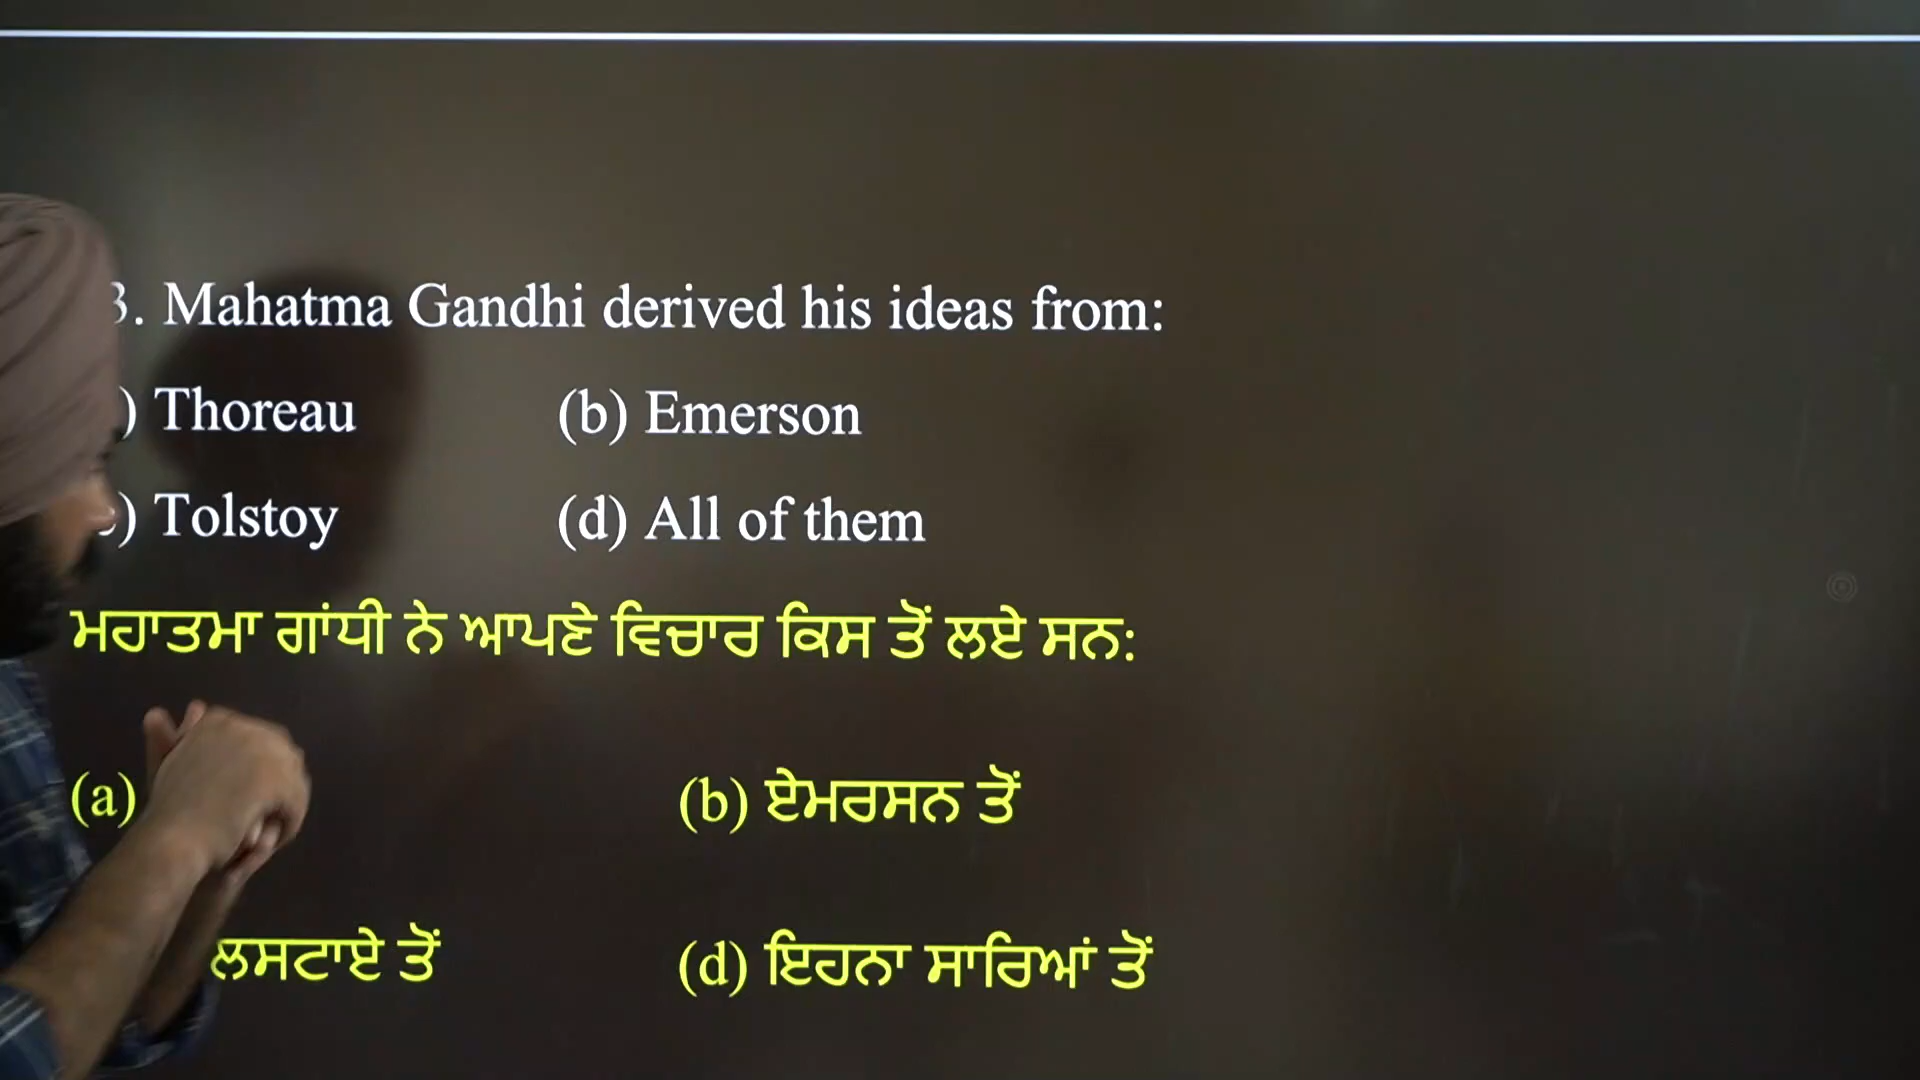 3. Mahatma Gandhi derived his ideas from:
) Thoreau (b) Emerson
) Tolstoy (d) All of them
ਮਹਾਤਮਾ ਗਾਂਧੀ ਨੇ ਆਪਣੇ ਵਿਚਾਰ ਕਿਸ ਤੋਂ ਲਏ ਸਨ:
(a) (b) ਏਮਰਸਨ ਤੋਂ
ਲਸਟਾਏ ਤੋਂ (d) ਇਹਨਾ ਸਾਰਿਆਂ ਤੋਂ